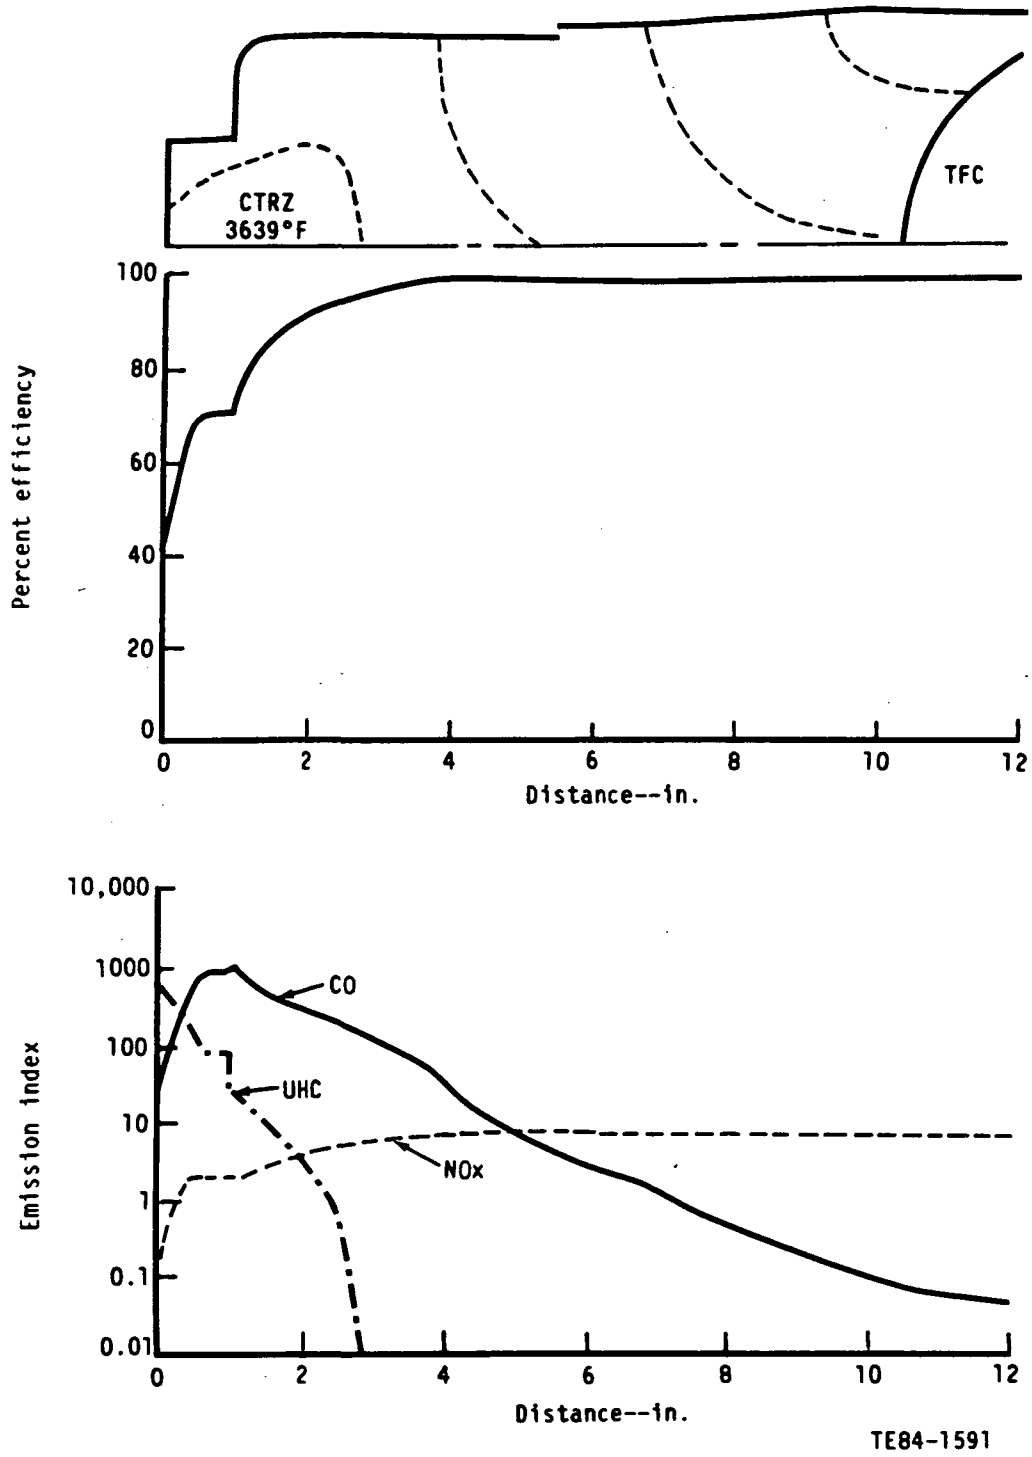 CTRZ
3639°F
TFC
100
80
60
40
20
0
Percent efficiency
0 2 4 6 8 10 12
Distance--in.
10,000
1000
100
10
1
0.1
0.01
Emission index
CO
UHC
NOx
0 2 4 6 8 10 12
Distance--in.
TE84-1591